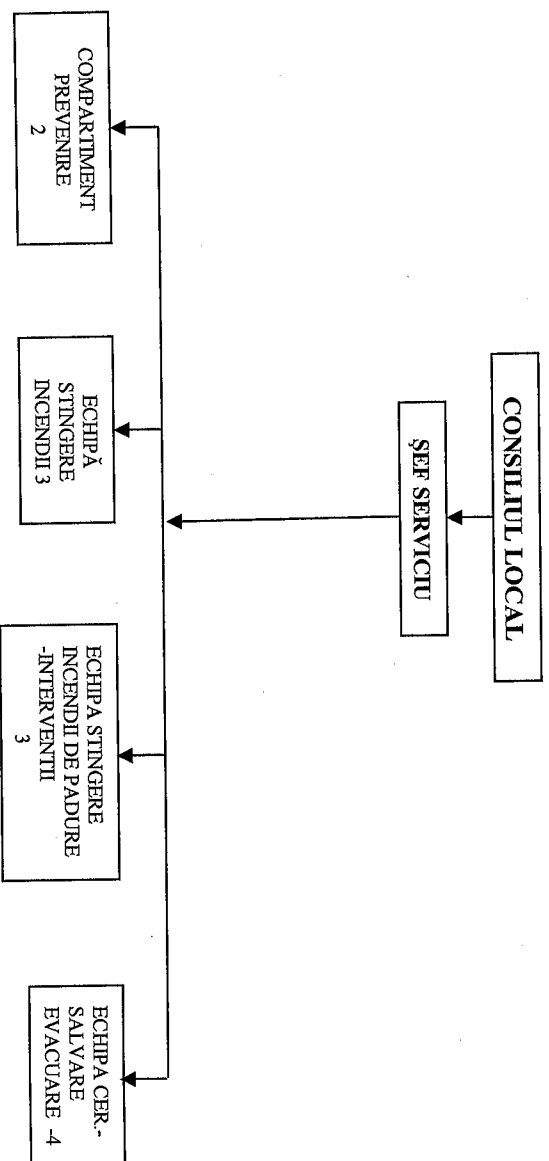 CONSILIUL LOCAL
ŞEF SERVICIU
COMPARTIMENT
PREVENIRE
2
ECHIPĂ
STINGERE
INCENDII 3
ECHIPA STINGERE
INCENDII DE PADURE
-INTERVENTII
3
ECHIPA CER.-
SALVARE
EVACUARE -4